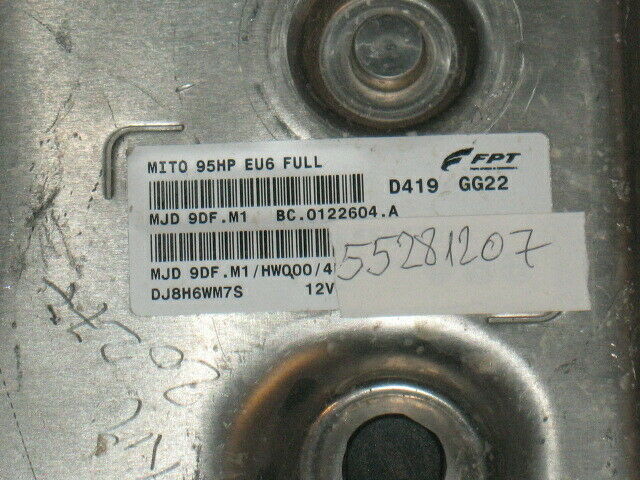 MITO 95HP EU6 FULL
FPT
D419 GG22
MJD 9DF.M1 BC.0122604.A
MJD 9DF.M1/HW000/4
55281207
DJ8H6WM7S 12V